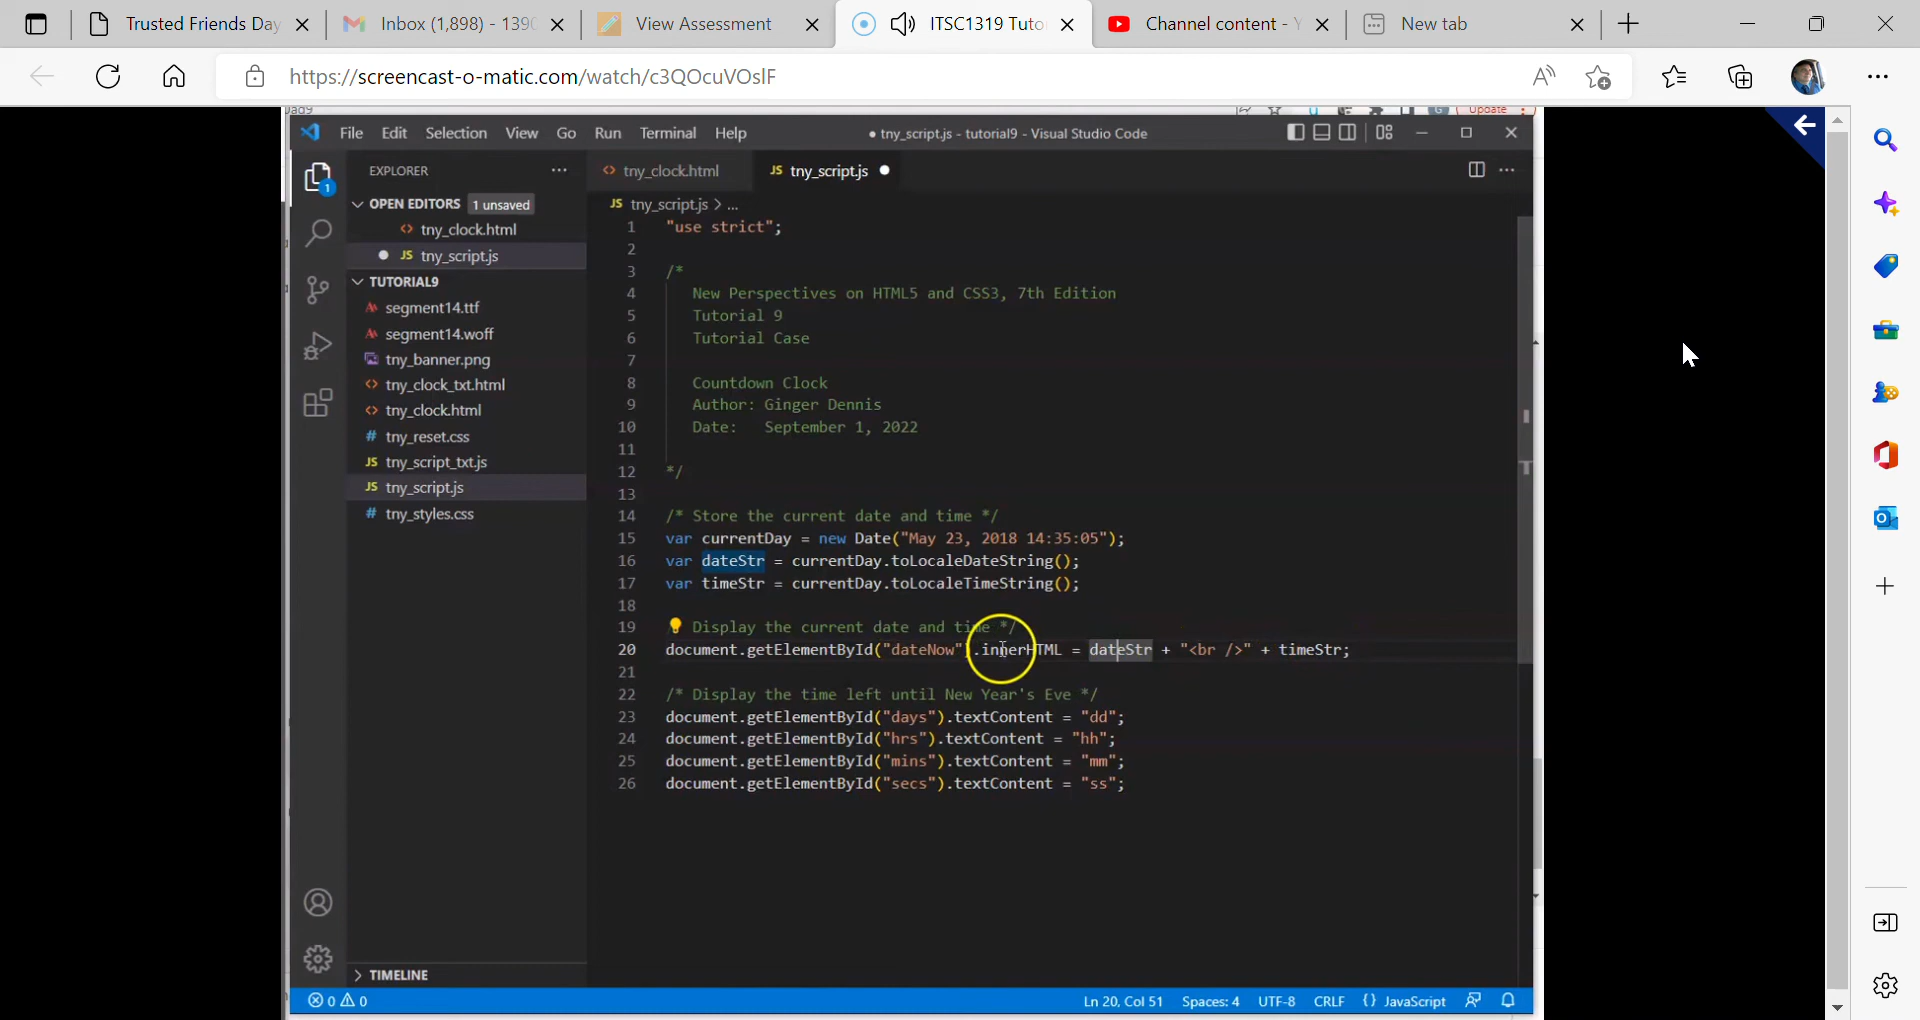 Trusted Friends Day
Inbox (1,898) - 139
View Assessment
ITSC1319 Tuto
Channel content - Y
New tab
https://screencast-o-matic.com/watch/c3QOcuVOslF
Update
File Edit Selection View Go Run Terminal Help
● tny_script.js - tutorial9 - Visual Studio Code
EXPLORER
OPEN EDITORS 1 unsaved
<> tny_clock.html
● JS tny_script.js
TUTORIAL9
segment14.ttf
segment14.woff
tny_banner.png
<> tny_clock_txt.html
<> tny_clock.html
# tny_reset.css
JS tny_script_txt.js
JS tny_script.js
# tny_styles.css
TIMELINE
<> tny_clock.html
JS tny_script.js ●
JS tny_script.js > ...
1 "use strict";
2
3 /*
4 New Perspectives on HTML5 and CSS3, 7th Edition
5 Tutorial 9
6 Tutorial Case
7
8 Countdown Clock
9 Author: Ginger Dennis
10 Date: September 1, 2022
11
12 */
13
14 /* Store the current date and time */
15 var currentDay = new Date("May 23, 2018 14:35:05");
16 var dateStr = currentDay.toLocaleDateString();
17 var timeStr = currentDay.toLocaleTimeString();
18
19 Display the current date and time */
20 document.getElementById("dateNow").innerHTML = dateStr + "<br />" + timeStr;
21
22 /* Display the time left until New Year's Eve */
23 document.getElementById("days").textContent = "dd";
24 document.getElementById("hrs").textContent = "hh";
25 document.getElementById("mins").textContent = "mm";
26 document.getElementById("secs").textContent = "ss";
0 0
Ln 20, Col 51 Spaces: 4 UTF-8 CRLF {} JavaScript